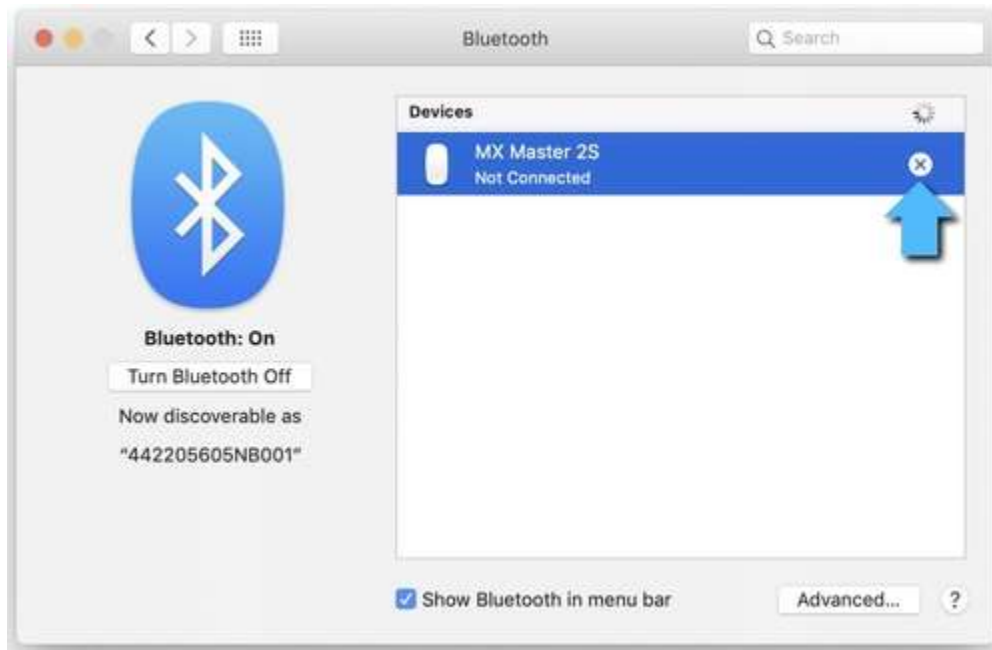 Bluetooth
Search
Devices
MX Master 2S
Not Connected
Bluetooth: On
Turn Bluetooth Off
Now discoverable as
"442205605NB001"
Show Bluetooth in menu bar
Advanced...
?